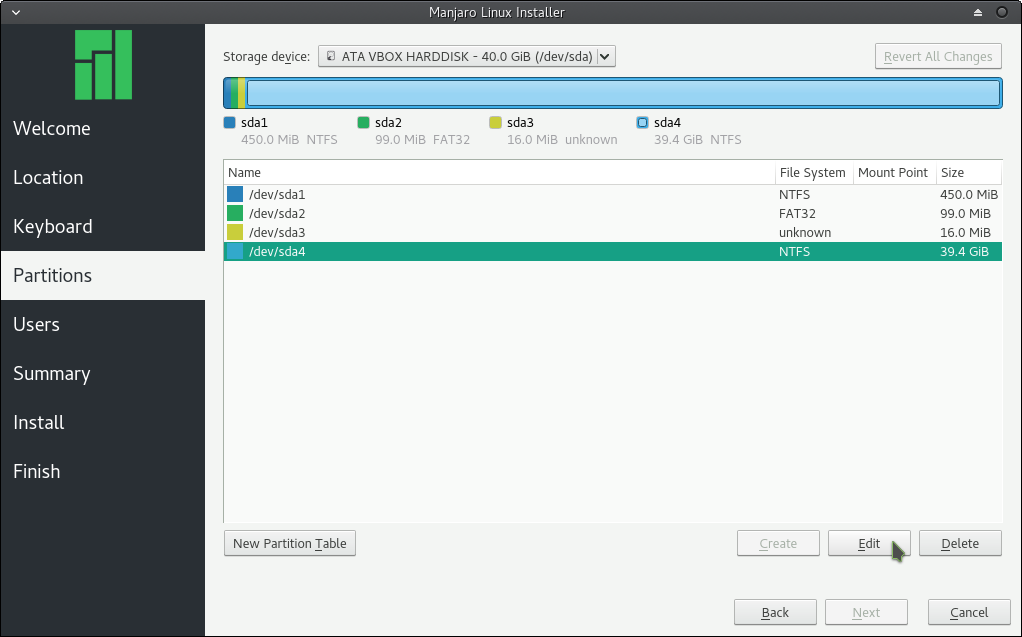 Manjaro Linux Installer
Welcome
Location
Keyboard
Partitions
Users
Summary
Install
Finish
Storage device: ATA VBOX HARDDISK - 40.0 GiB (/dev/sda) Revert All Changes
sda1 sda2 sda3 sda4
450.0 MiB NTFS 99.0 MiB FAT32 16.0 MiB unknown 39.4 GiB NTFS
Name File System Mount Point Size
/dev/sda1 NTFS 450.0 MiB
/dev/sda2 FAT32 99.0 MiB
/dev/sda3 unknown 16.0 MiB
/dev/sda4 NTFS 39.4 GiB
New Partition Table Create Edit Delete
Back Next Cancel